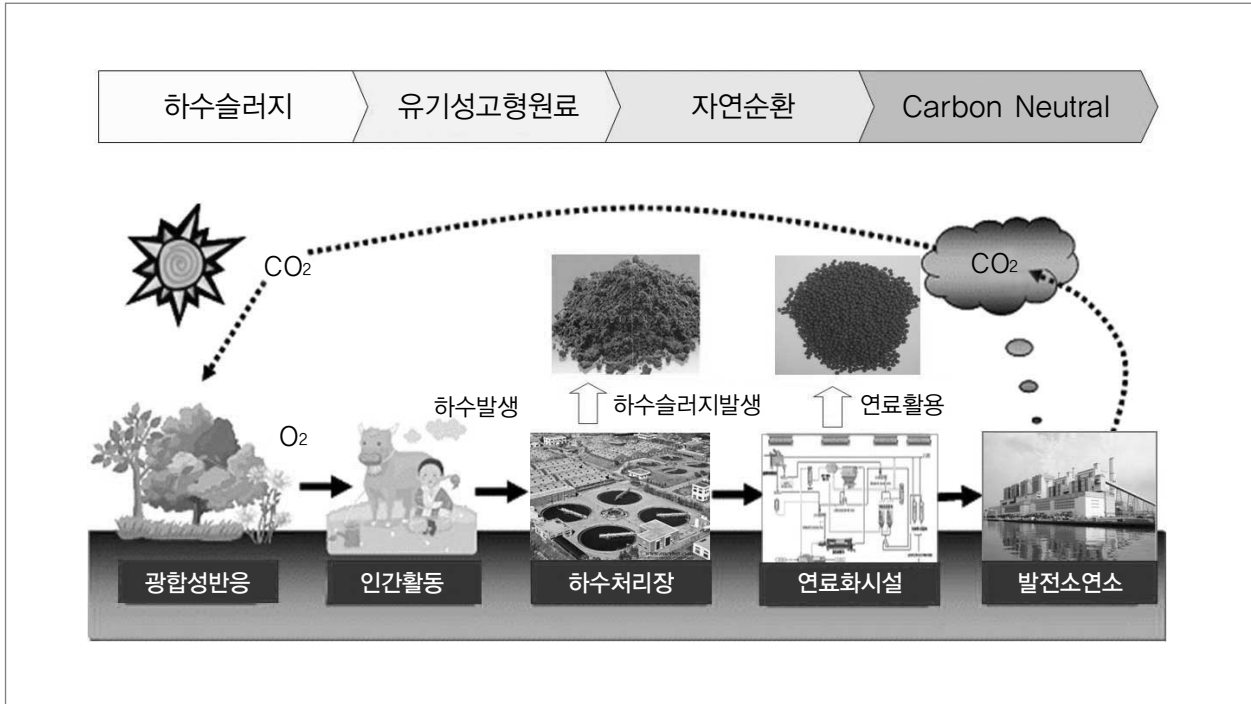 하수슬러지
유기성고형원료
자연순환
Carbon Neutral
CO2
CO2
하수발생
하수슬러지발생
연료활용
O2
광합성반응
인간활동
하수처리장
연료화시설
발전소연소